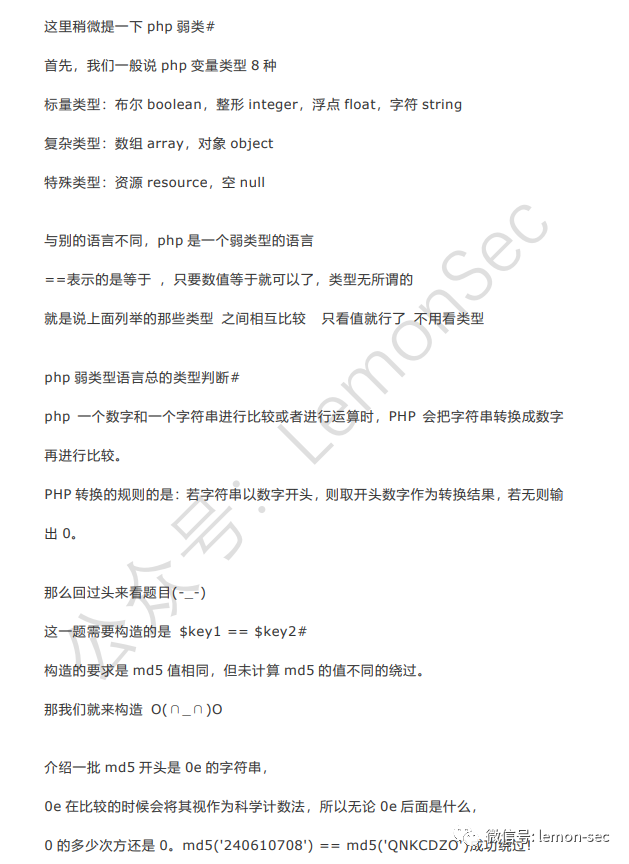 这里稍微提一下 php 弱类#
首先，我们一般说 php 变量类型 8 种
标量类型：布尔 boolean，整形 integer，浮点 float，字符 string
复杂类型：数组 array，对象 object
特殊类型：资源 resource，空 null
与别的语言不同，php 是一个弱类型的语言
==表示的是等于 ，只要数值等于就可以了，类型无所谓的
就是说上面列举的那些类型 之间相互比较 只看值就行了 不用看类型
php 弱类型语言总的类型判断#
php 一个数字和一个字符串进行比较或者进行运算时，PHP 会把字符串转换成数字
再进行比较。
PHP 转换的规则的是：若字符串以数字开头，则取开头数字作为转换结果，若无则输
出 0。
那么回过头来看题目(-_-)
这一题需要构造的是 $key1 == $key2#
构造的要求是 md5 值相同，但未计算 md5 的值不同的绕过。
那我们就来构造 O(∩_∩)O
介绍一批 md5 开头是 0e 的字符串，
0e 在比较的时候会将其视作为科学计数法，所以无论 0e 后面是什么，
0 的多少次方还是 0。md5('240610708') == md5('QNKCDZO')成功绕过!
公众号：LemonSec
微信号: lemon-sec